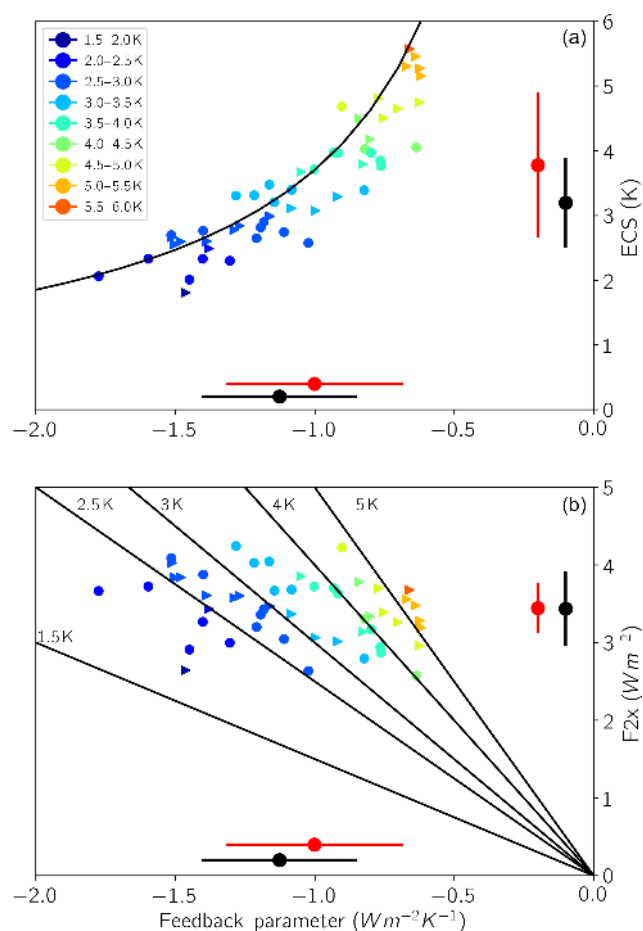 (a)
1.5 2.0K
2.0–2.5K
2.5–3.0K
3.0–3.5K
3.5–4.0K
4.0–4.5K
4.5–5.0K
5.0–5.5K
5.5 6.0K
6
5
4
3
2
1
0
ECS (K)
−2.0 −1.5 −1.0 −0.5 0.0
(b)
2.5K 3K 4K 5K
1.5K
5
4
3
2
1
0
F2x (Wm ²)
−2.0 −1.5 −1.0 −0.5 0.0
Feedback parameter (Wm⁻²K⁻¹)